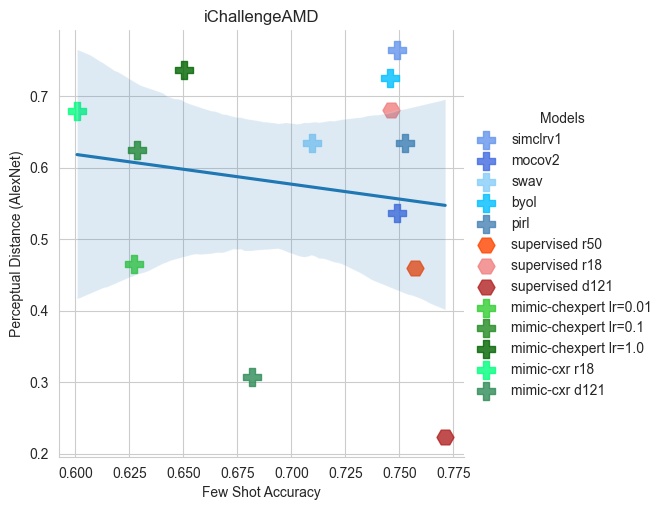 iChallengeAMD
Perceptual Distance (AlexNet)
0.7
0.6
0.5
0.4
0.3
0.2
0.600 0.625 0.650 0.675 0.700 0.725 0.750 0.775
Few Shot Accuracy
Models
simclrv1
mocov2
swav
byol
pirl
supervised r50
supervised r18
supervised d121
mimic-chexpert lr=0.01
mimic-chexpert lr=0.1
mimic-chexpert lr=1.0
mimic-cxr r18
mimic-cxr d121